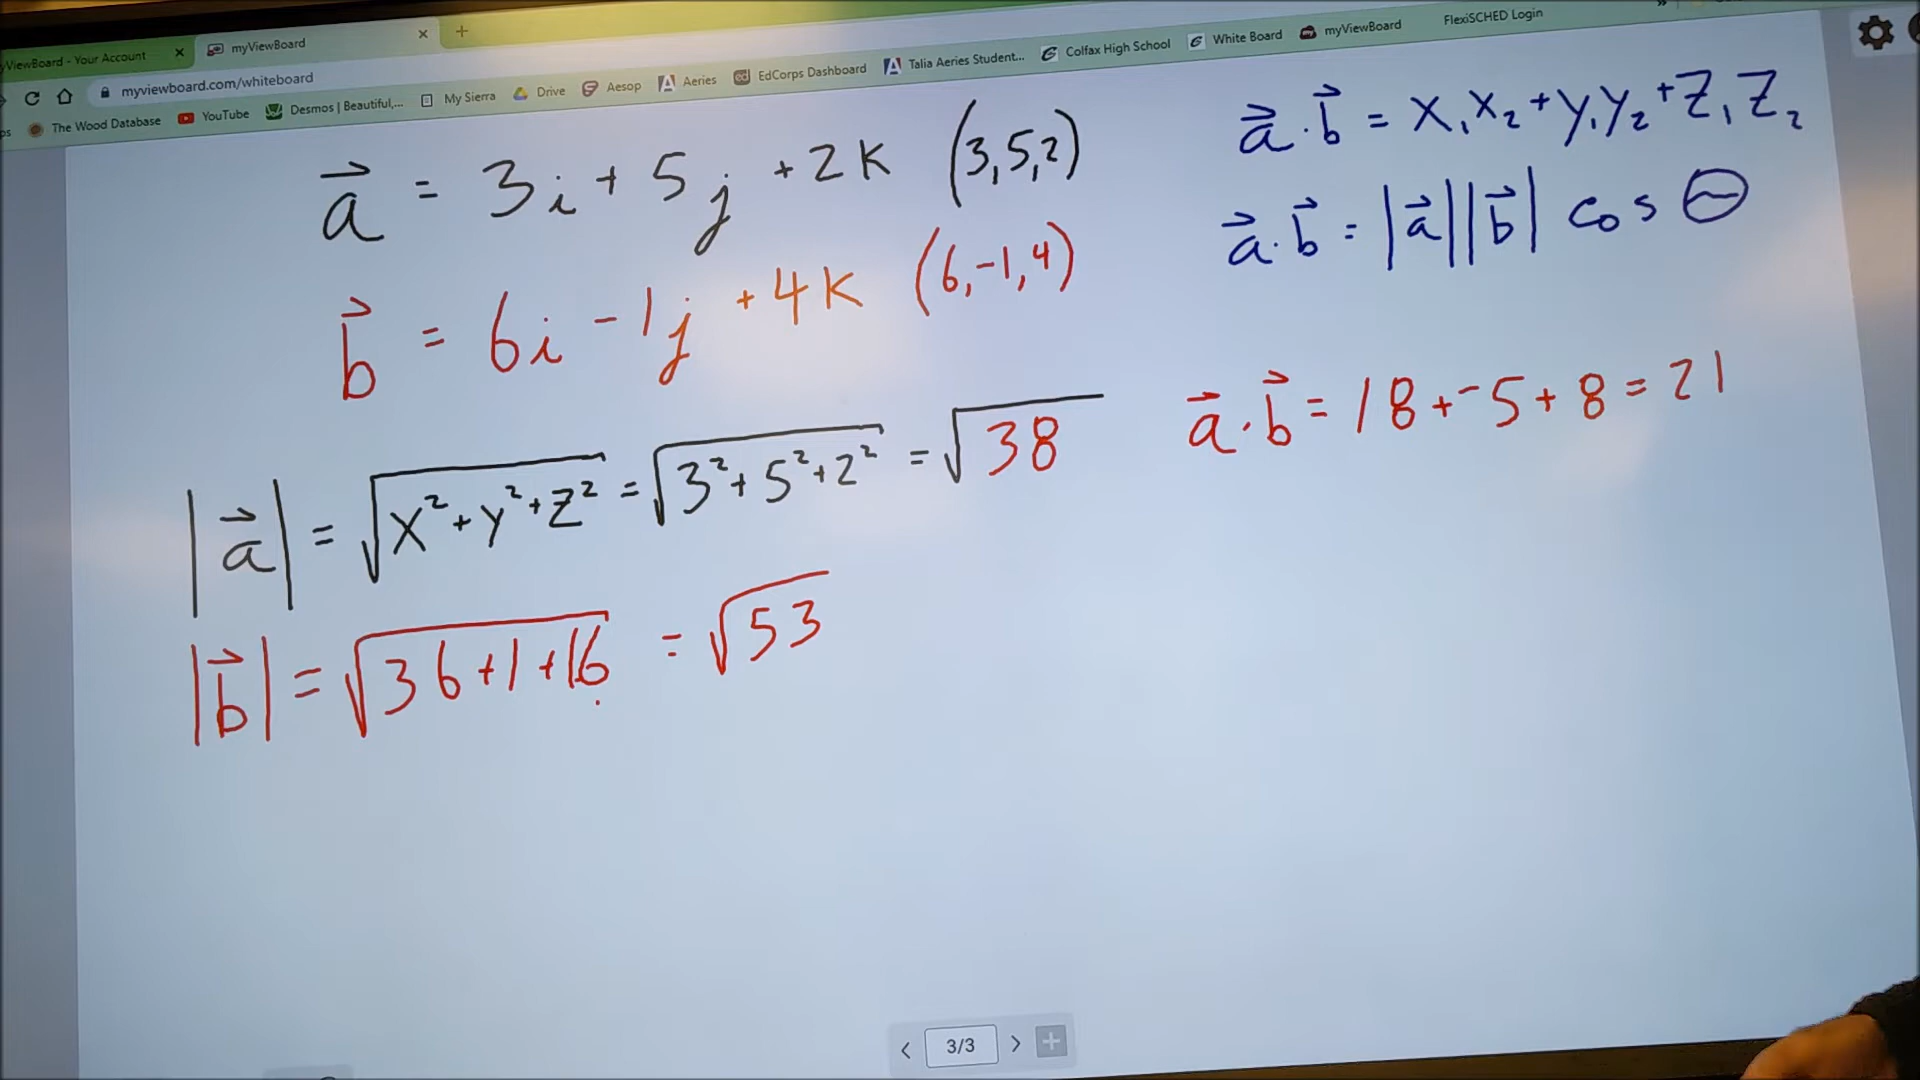 yViewBoard - Your Account
myViewBoard
myviewboard.com/whiteboard
ps The Wood Database YouTube Desmos | Beautiful,... My Sierra Drive Aesop Aeries EdCorps Dashboard Talia Aeries Student... Colfax High School White Board myViewBoard FlexiSCHED Login
a⃗ = 3i + 5j + 2k (3,5,2)
b⃗ = 6i - 1j + 4k (6,-1,4)
|a⃗| = √(x² + y² + z²) = √(3² + 5² + 2²) = √38
|b⃗| = √(36 + 1 + 16) = √53
a⃗ · b⃗ = x₁x₂ + y₁y₂ + z₁z₂
a⃗ · b⃗ = |a⃗||b⃗| cos θ
a⃗ · b⃗ = 18 + -5 + 8 = 21
3/3